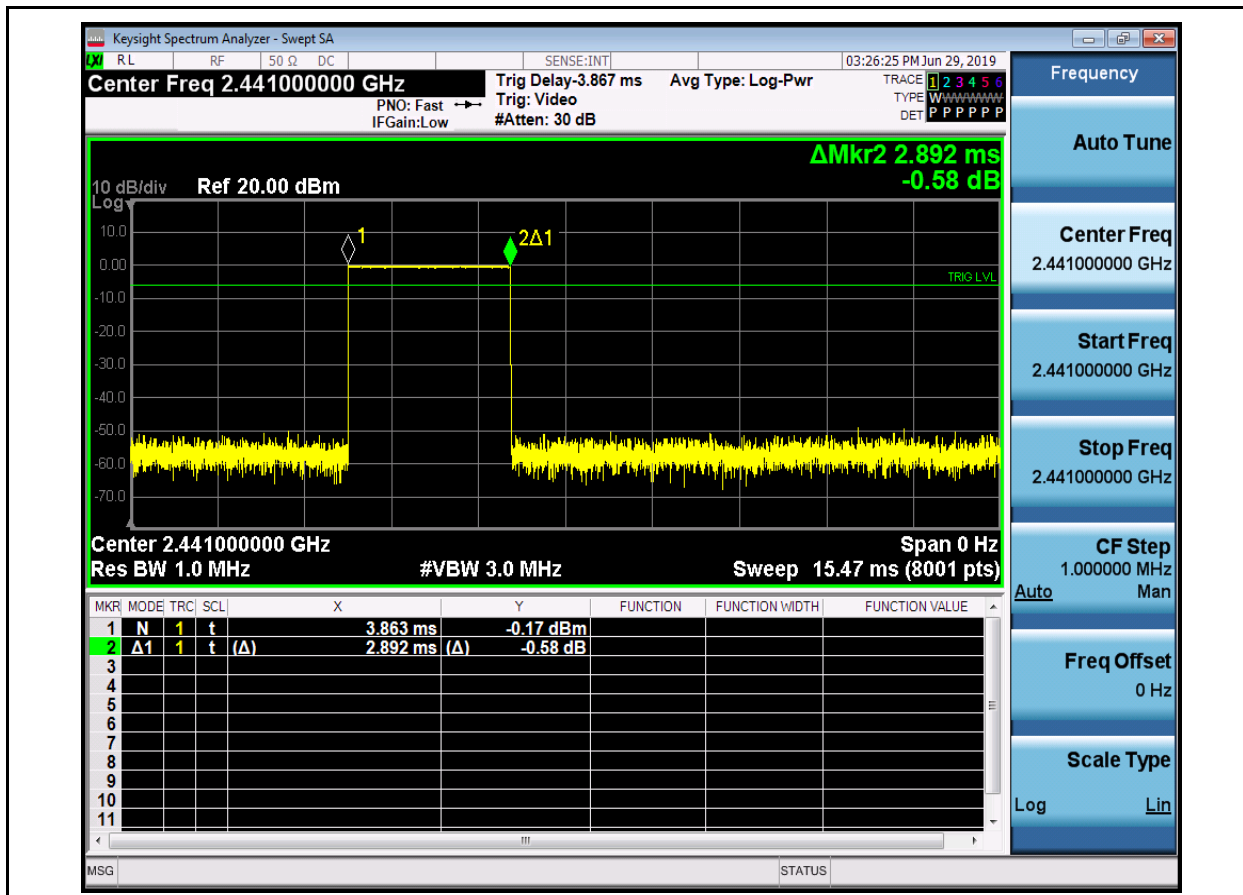 Keysight Spectrum Analyzer - Swept SA
LXI RL RF 50 Ω DC SENSE:INT 03:26:25 PM Jun 29, 2019
Center Freq 2.441000000 GHz
PNO: Fast
IFGain:Low
Trig Delay-3.867 ms
Trig: Video
#Atten: 30 dB
Avg Type: Log-Pwr
TRACE 1 2 3 4 5 6
TYPE WWWWWW
DET P P P P P P
ΔMkr2 2.892 ms
-0.58 dB
10 dB/div Ref 20.00 dBm
Log
10.0
0.00
-10.0
-20.0
-30.0
-40.0
-50.0
-60.0
-70.0
1
2Δ1
TRIG LVL
Center 2.441000000 GHz Span 0 Hz
Res BW 1.0 MHz #VBW 3.0 MHz Sweep 15.47 ms (8001 pts)
MKR MODE TRC SCL X Y FUNCTION FUNCTION WIDTH FUNCTION VALUE
1 N 1 t 3.863 ms -0.17 dBm
2 Δ1 1 t (Δ) 2.892 ms (Δ) -0.58 dB
3
4
5
6
7
8
9
10
11
MSG STATUS
Frequency
Auto Tune
Center Freq
2.441000000 GHz
Start Freq
2.441000000 GHz
Stop Freq
2.441000000 GHz
CF Step
1.000000 MHz
Auto Man
Freq Offset
0 Hz
Scale Type
Log Lin